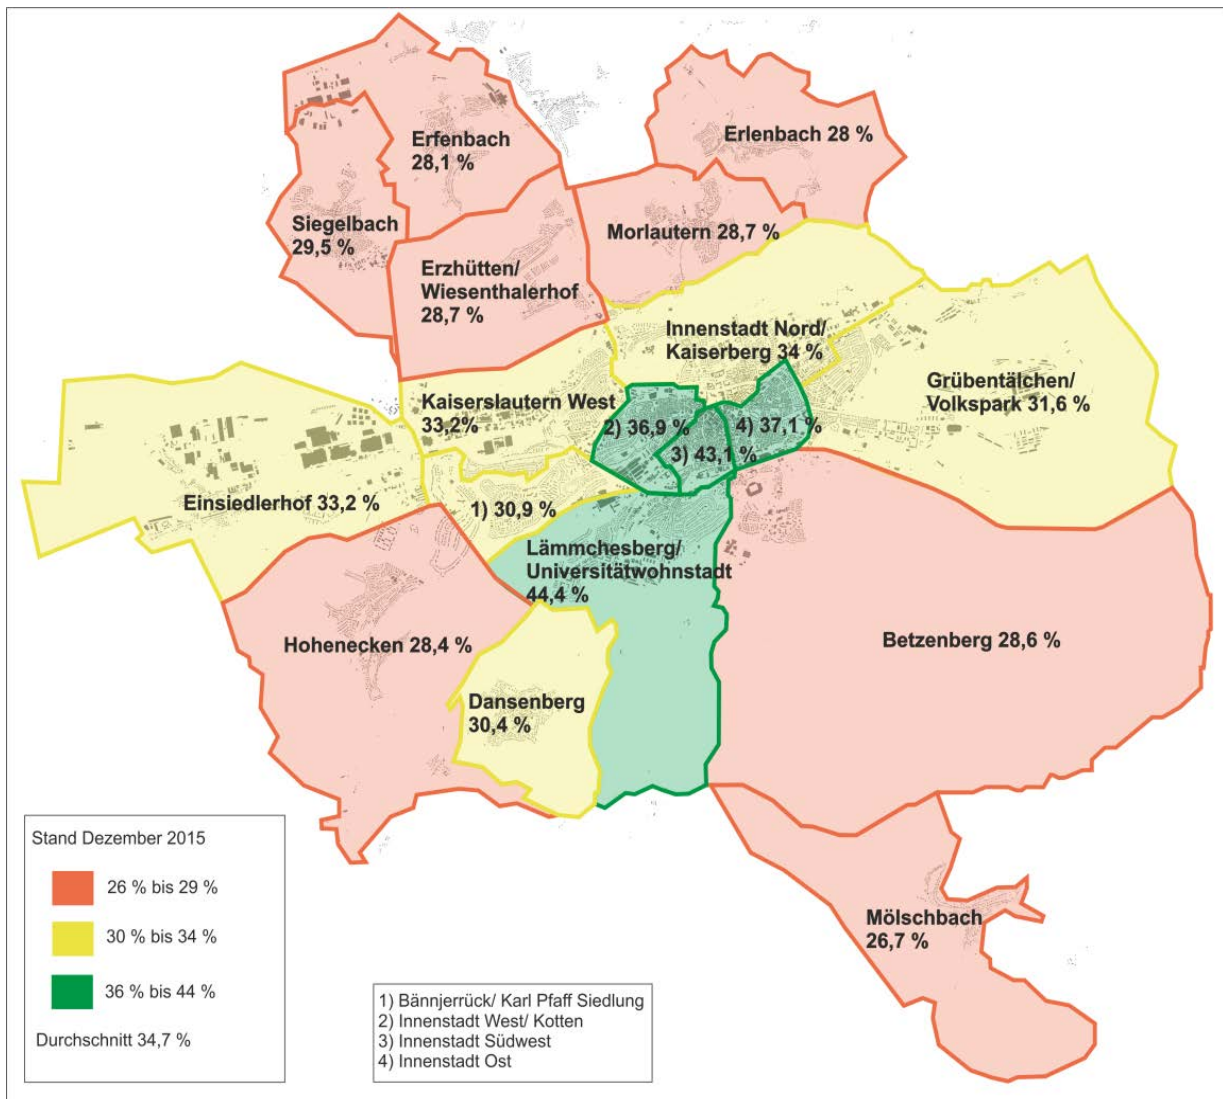 Erfenbach
28,1 %
Erlenbach 28 %
Siegelbach
29,5 %
Morlautern 28,7 %
Erzhütten/
Wiesenthalerhof
28,7 %
Innenstadt Nord/
Kaiserberg 34 %
Grübentälchen/
Volkspark 31,6 %
Kaiserslautern West
33,2%
2) 36,9 %
4) 37,1 %
3) 43,1 %
Einsiedlerhof 33,2 %
1) 30,9 %
Lämmchesberg/
Universitätwohnstadt
44,4 %
Hohenecken 28,4 %
Betzenberg 28,6 %
Dansenberg
30,4 %
Mölschbach
26,7 %
Stand Dezember 2015
26 % bis 29 %
30 % bis 34 %
36 % bis 44 %
Durchschnitt 34,7 %
1) Bännjerrück/ Karl Pfaff Siedlung
2) Innenstadt West/ Kotten
3) Innenstadt Südwest
4) Innenstadt Ost